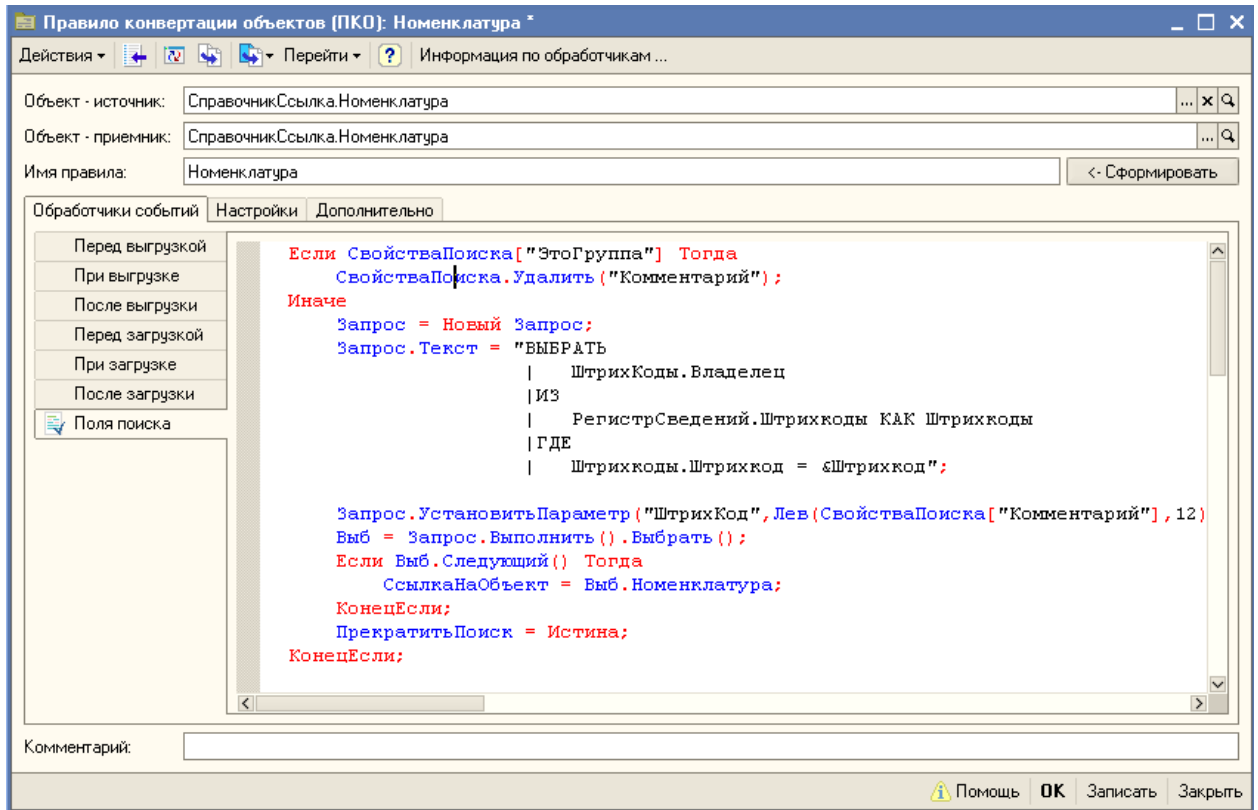 Правило конвертации объектов (ПКО): Номенклатура *
Действия Перейти ? Информация по обработчикам ...
Объект - источник: СправочникСсылка.Номенклатура ... x
Объект - приемник: СправочникСсылка.Номенклатура ...
Имя правила: Номенклатура <- Сформировать
Обработчики событий Настройки Дополнительно
Перед выгрузкой
При выгрузке
После выгрузки
Перед загрузкой
При загрузке
После загрузки
Поля поиска
Если СвойстваПоиска["ЭтоГруппа"] Тогда
СвойстваПоиска.Удалить("Комментарий");
Иначе
Запрос = Новый Запрос;
Запрос.Текст = "ВЫБРАТЬ
| ШтрихКоды.Владелец
|ИЗ
| РегистрСведений.Штрихкоды КАК Штрихкоды
|ГДЕ
| Штрихкоды.Штрихкод = &Штрихкод";
Запрос.УстановитьПараметр("ШтрихКод",Лев(СвойстваПоиска["Комментарий"],12)
Выб = Запрос.Выполнить().Выбрать();
Если Выб.Следующий() Тогда
СсылкаНаОбъект = Выб.Номенклатура;
КонецЕсли;
ПрекратитьПоиск = Истина;
КонецЕсли;
Комментарий:
Помощь OK Записать Закрыть